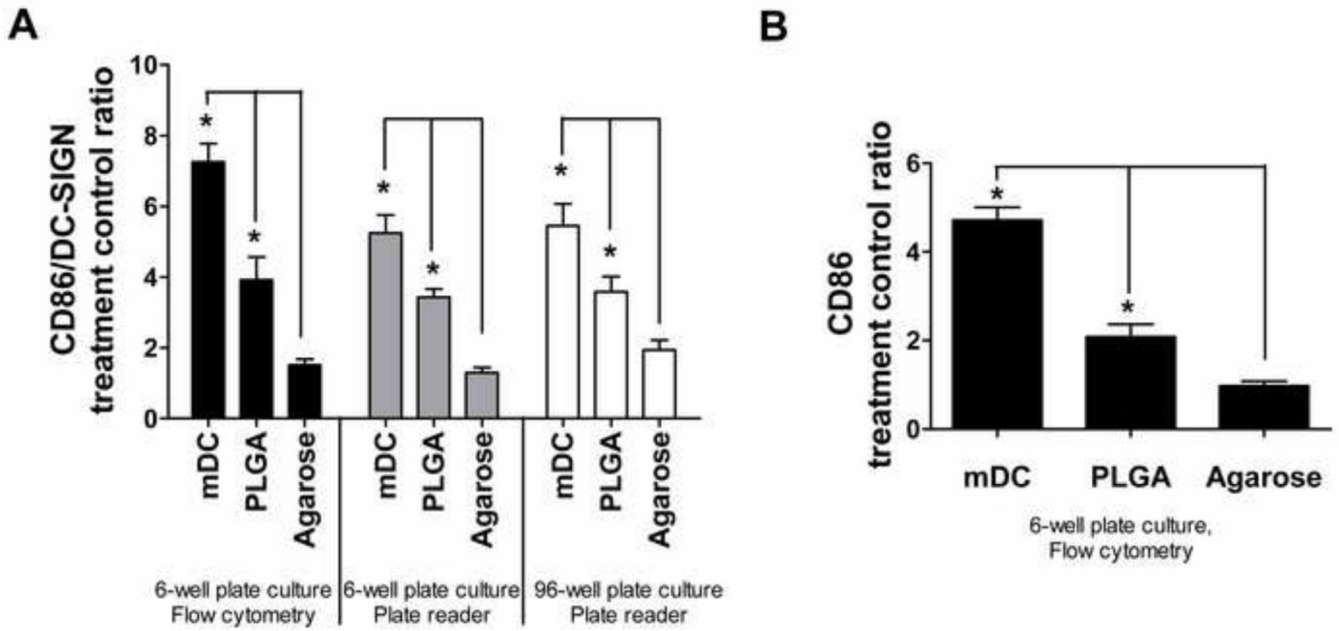 A
CD86/DC-SIGN
treatment control ratio
10
8
6
4
2
0
*
*
*
*
*
*
mDC
PLGA
Agarose
mDC
PLGA
Agarose
mDC
PLGA
Agarose
6-well plate culture
Flow cytometry
6-well plate culture
Plate reader
96-well plate culture
Plate reader
B
CD86
treatment control ratio
6
4
2
0
*
*
mDC
PLGA
Agarose
6-well plate culture,
Flow cytometry